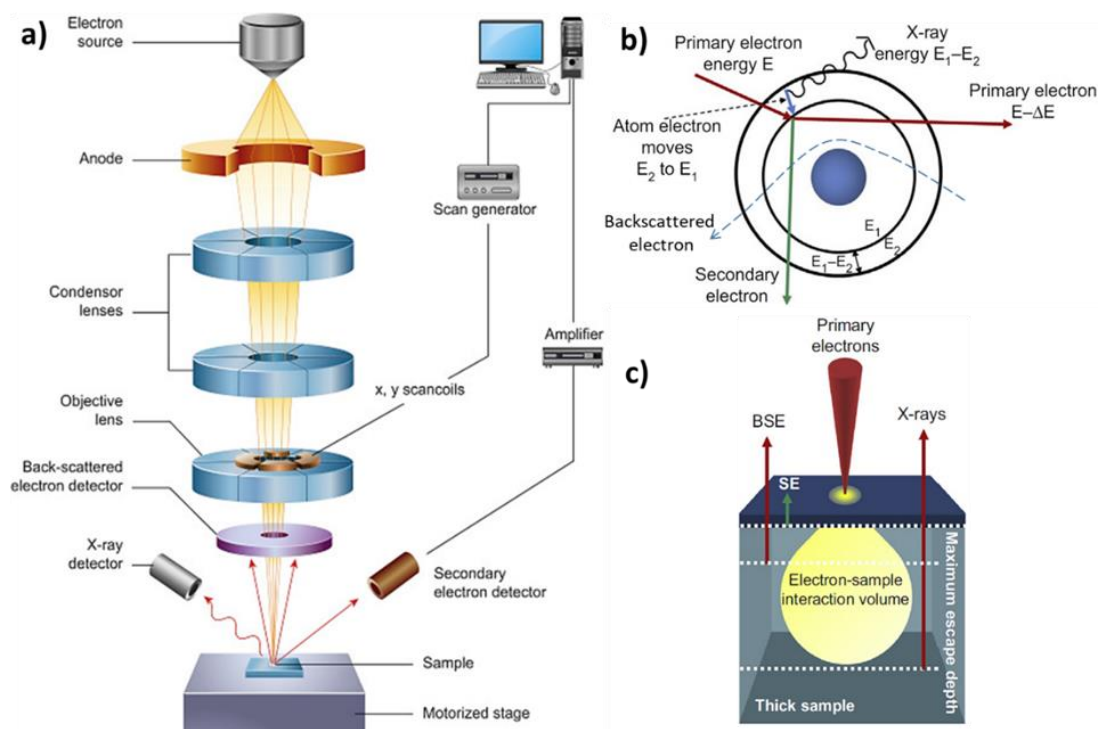 a)
Electron
source
Anode
Scan generator
Condensor
lenses
Amplifier
x, y scancoils
Objective
lens
Back-scattered
electron detector
X-ray
detector
Secondary
electron detector
Sample
Motorized stage
b)
X-ray
energy E₁–E₂
Primary electron
energy E
Primary electron
E–ΔE
Atom electron
moves
E₂ to E₁
Backscattered
electron
E₁
E₂
E₁–E₂
Secondary
electron
c)
Primary
electrons
BSE
X-rays
SE
Electron-sample
interaction volume
Maximum escape depth
Thick sample